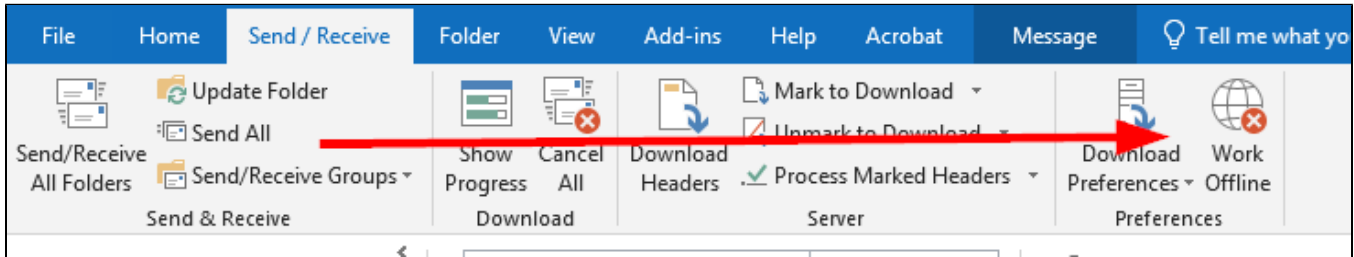 File Home Send / Receive Folder View Add-ins Help Acrobat Message Tell me what yo
Send/Receive
All Folders
Update Folder
Send All
Send/Receive Groups
Send & Receive
Show
Progress
Cancel
All
Download
Download
Headers
Mark to Download
Unmark to Download
Process Marked Headers
Server
Download
Preferences
Work
Offline
Preferences